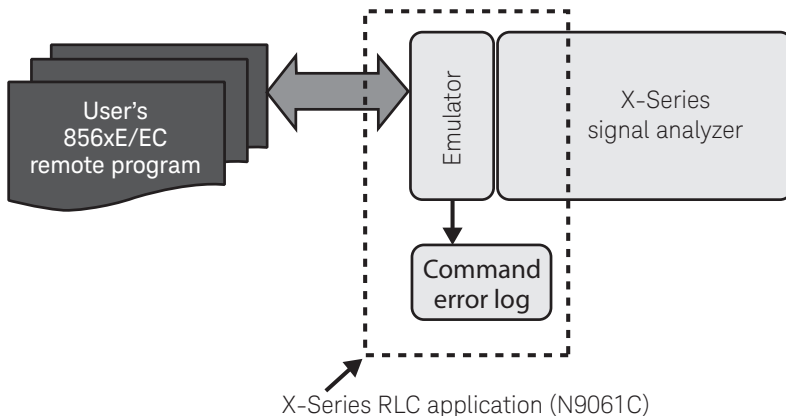 User's
856xE/EC
remote program
Emulator
X-Series
signal analyzer
Command
error log
X-Series RLC application (N9061C)